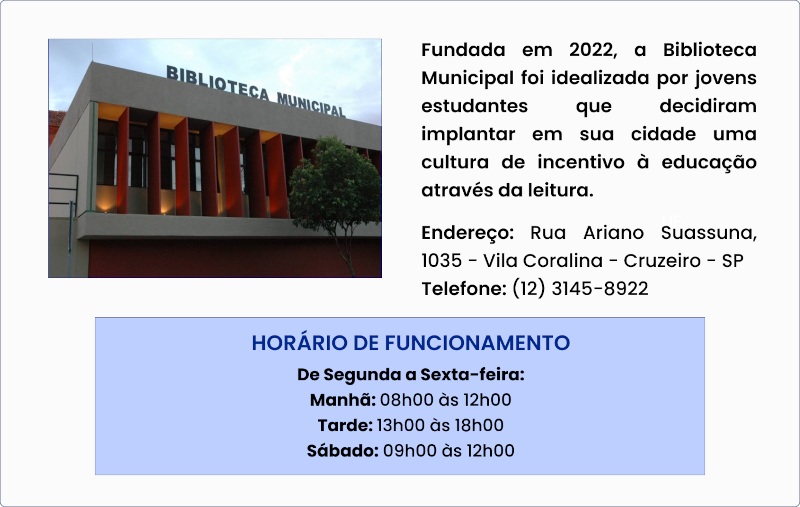 BIBLIOTECA MUNICIPAL
Fundada em 2022, a Biblioteca
Municipal foi idealizada por jovens
estudantes que decidiram
implantar em sua cidade uma
cultura de incentivo à educação
através da leitura.
Endereço: Rua Ariano Suassuna,
1035 - Vila Coralina - Cruzeiro - SP
Telefone: (12) 3145-8922
HORÁRIO DE FUNCIONAMENTO
De Segunda a Sexta-feira:
Manhã: 08h00 às 12h00
Tarde: 13h00 às 18h00
Sábado: 09h00 às 12h00